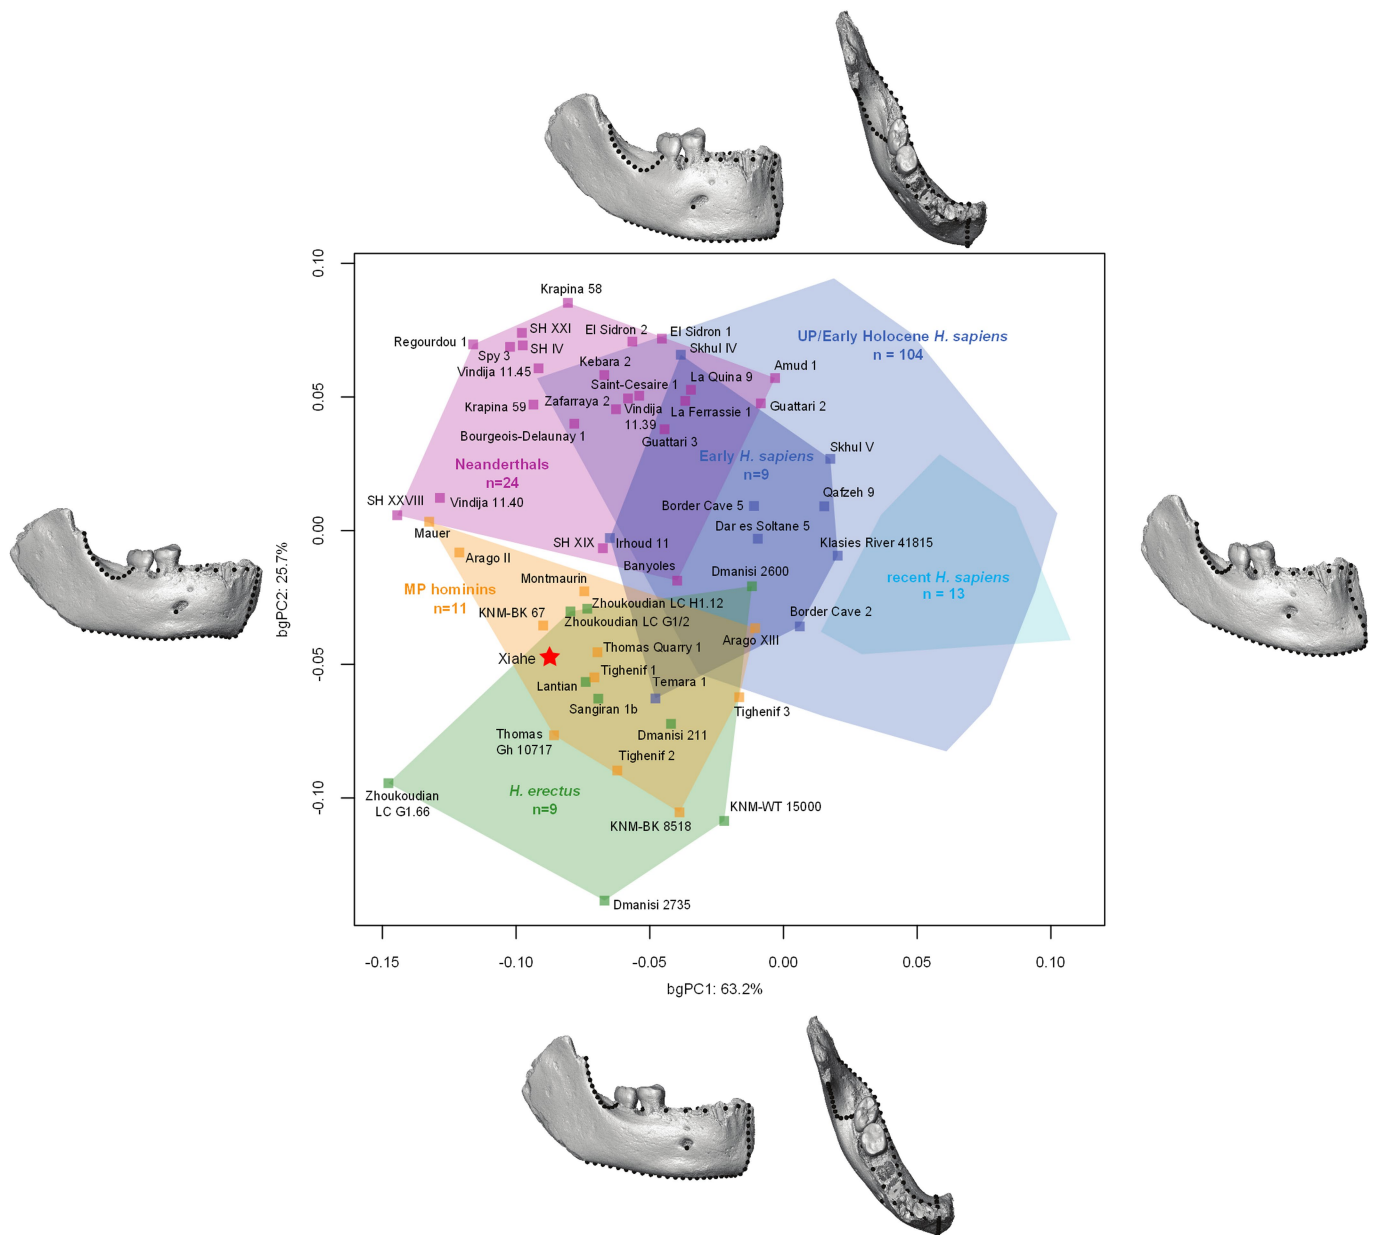 0.10
0.05
0.00
-0.05
-0.10
bgPC2: 25.7%
Krapina 58
SH XXI
El Sidron 2
El Sidron 1
Regourdou 1
SH IV
Skhul IV
Spy 3
Kebara 2
Amud 1
Vindija 11.45
Saint-Cesaire 1
La Quina 9
Krapina 59
Zafarraya 2
Vindija
11.39
La Ferrassie 1
Guattari 2
Bourgeois-Delaunay 1
Guattari 3
UP/Early Holocene H. sapiens
n = 104
Skhul V
Neanderthals
n=24
Early H. sapiens
n=9
SH XXVIII
Vindija 11.40
Border Cave 5
Qafzeh 9
Mauer
Dar es Soltane 5
SH XIX
Irhoud 11
Klasies River 41815
Arago II
Banyoles
Dmanisi 2600
Montmaurin
MP hominins
n=11
recent H. sapiens
n = 13
KNM-BK 67
Zhoukoudian LC H1.12
Zhoukoudian LC G1/2
Border Cave 2
Arago XIII
Xiahe
Thomas Quarry 1
Tighenif 1
Lantian
Temara 1
Sangiran 1b
Tighenif 3
Thomas
Gh 10717
Dmanisi 211
Tighenif 2
Zhoukoudian
LC G1.66
H. erectus
n=9
KNM-BK 8518
KNM-WT 15000
Dmanisi 2735
-0.15
-0.10
-0.05
0.00
0.05
0.10
bgPC1: 63.2%